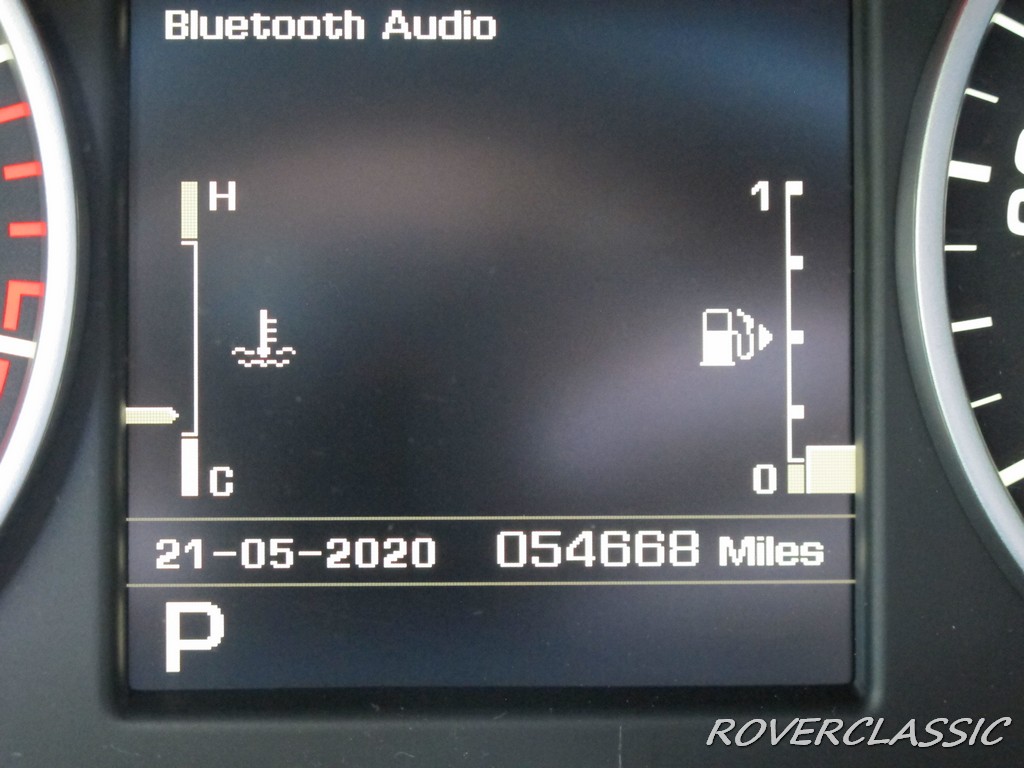 Bluetooth Audio
H
1
C
0
21-05-2020 054668 Miles
P
ROVERCLASSIC